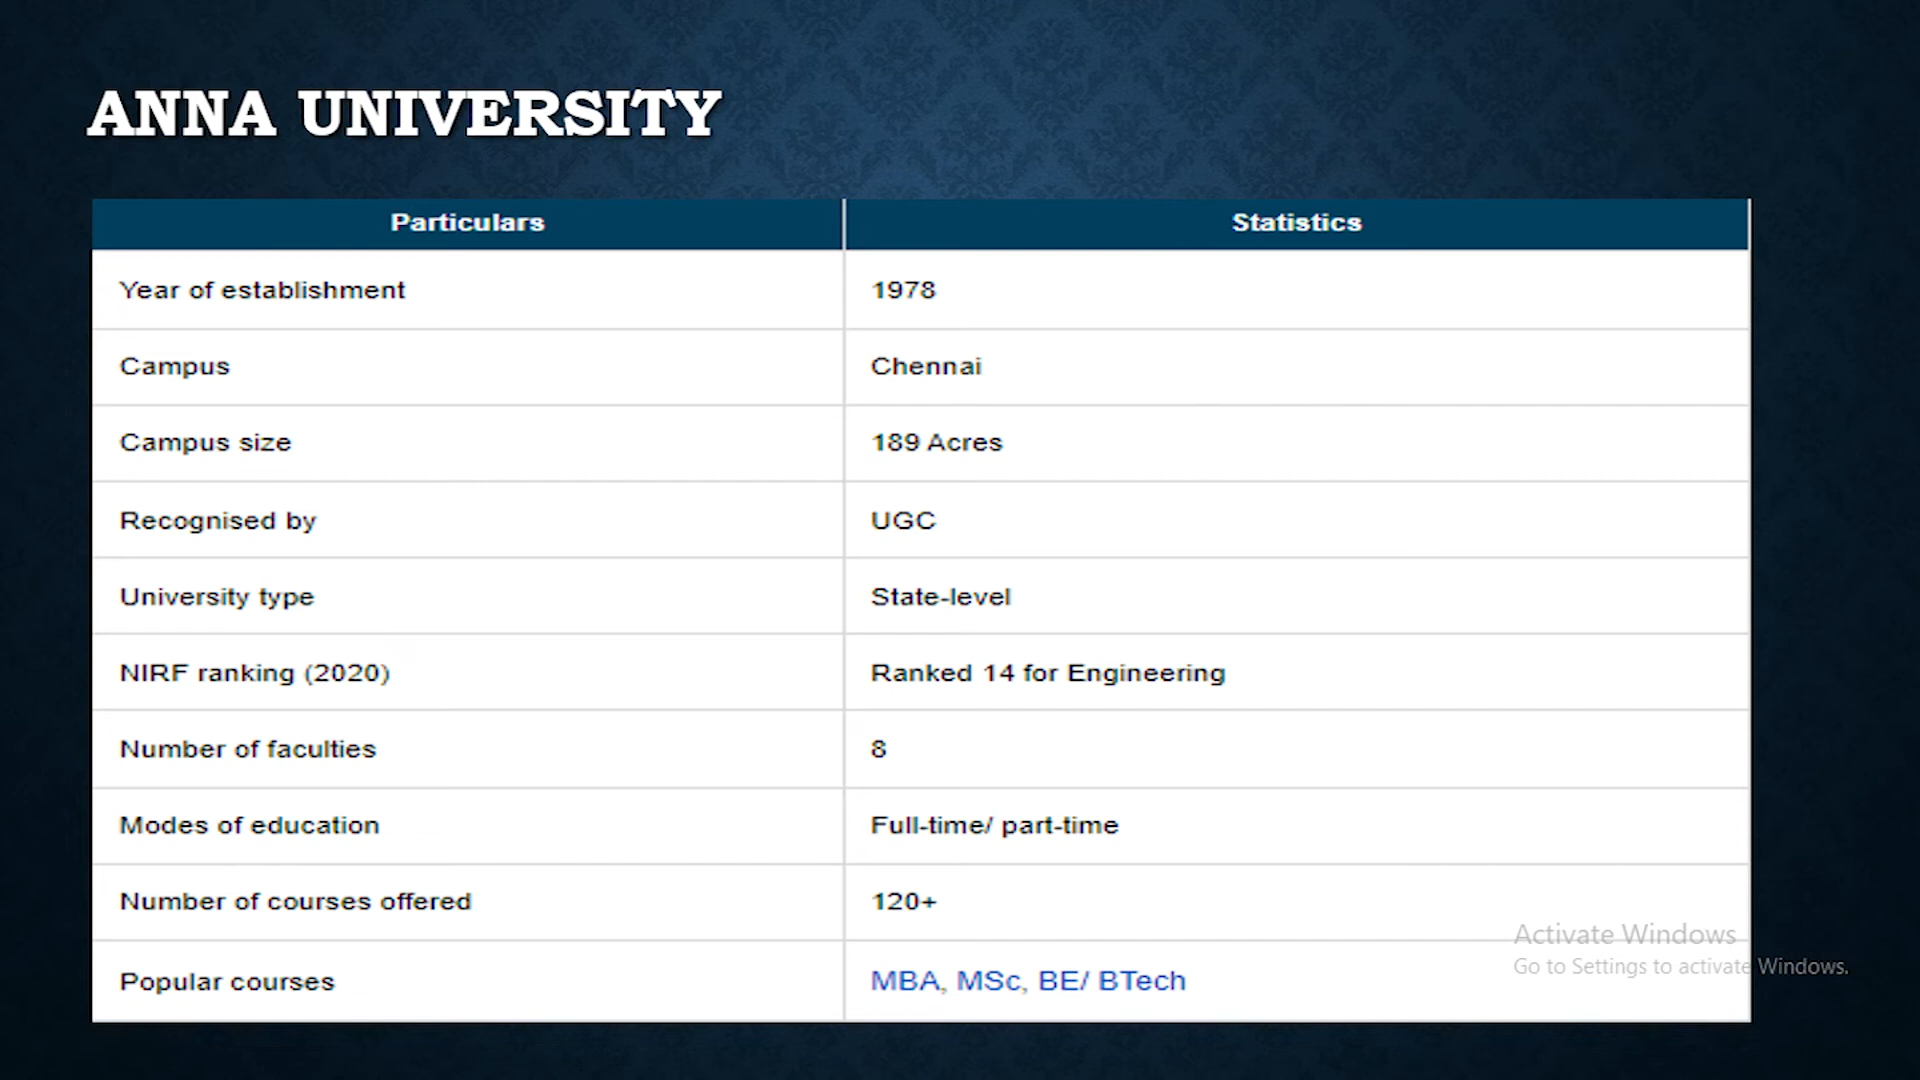 ANNA UNIVERSITY
Particulars Statistics
Year of establishment 1978
Campus Chennai
Campus size 189 Acres
Recognised by UGC
University type State-level
NIRF ranking (2020) Ranked 14 for Engineering
Number of faculties 8
Modes of education Full-time/ part-time
Number of courses offered 120+
Popular courses MBA, MSc, BE/ BTech
Activate Windows
Go to Settings to activate Windows.